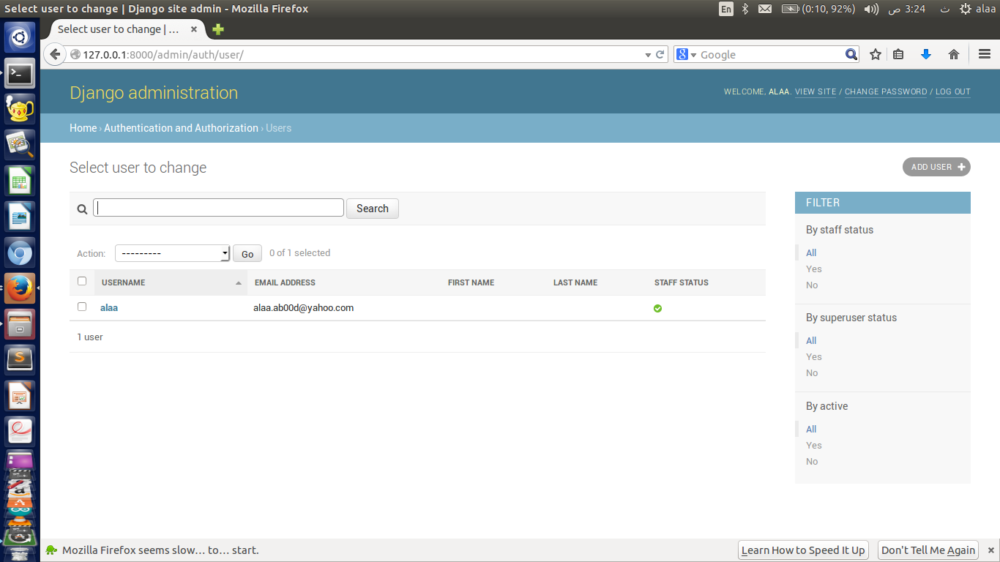 Select user to change | Django site admin - Mozilla Firefox
En (0:10, 92%) ص 3:24 ث alaa
Select user to change | ...
127.0.0.1:8000/admin/auth/user/
Google
Django administration
WELCOME, ALAA. VIEW SITE / CHANGE PASSWORD / LOG OUT
Home › Authentication and Authorization › Users
Select user to change
ADD USER +
Search
Action: --------- Go 0 of 1 selected
USERNAME EMAIL ADDRESS FIRST NAME LAST NAME STAFF STATUS
alaa alaa.ab00d@yahoo.com
1 user
FILTER
By staff status
All
Yes
No
By superuser status
All
Yes
No
By active
All
Yes
No
Mozilla Firefox seems slow... to... start.
Learn How to Speed It Up
Don't Tell Me Again